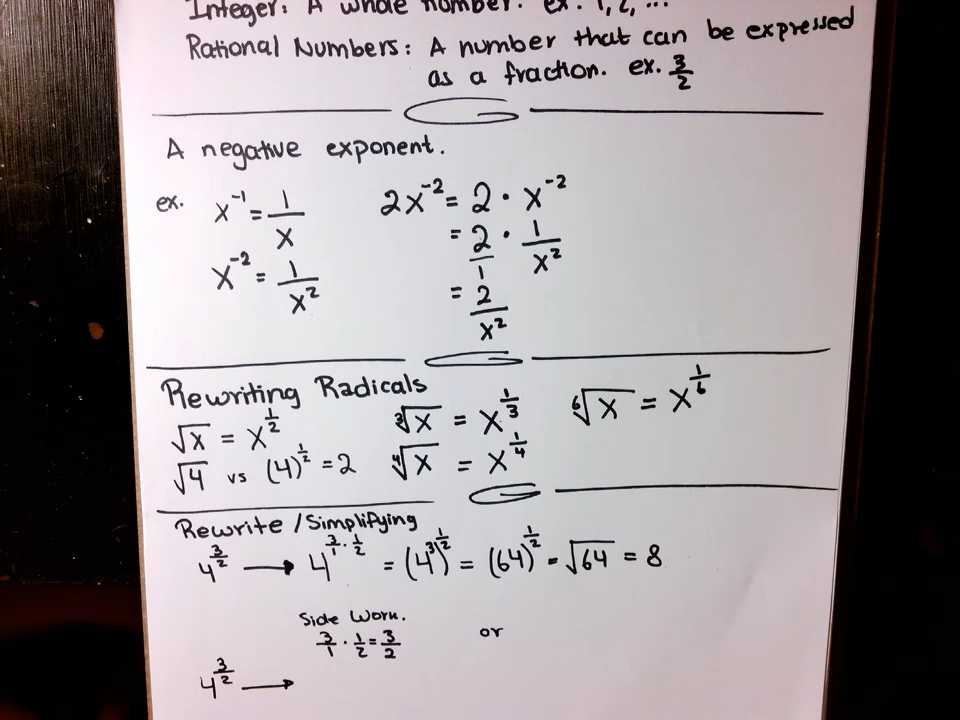 Integer: A whole number. ex. 1, 2, ...
Rational Numbers: A number that can be expressed
as a fraction. ex. 3/2
A negative exponent.
ex. x^-1 = 1/x
x^-2 = 1/x^2
2x^-2 = 2 · x^-2
= 2/1 · 1/x^2
= 2/x^2
Rewriting Radicals
√x = x^1/2
√4 vs (4)^1/2 = 2
∛x = x^1/3
∜x = x^1/4
⁶√x = x^1/6
Rewrite / Simplifying
4^3/2 → 4^3/1 · 1/2 = (4^3)^1/2 = (64)^1/2 = √64 = 8
Side Work.
3/1 · 1/2 = 3/2
or
4^3/2 →